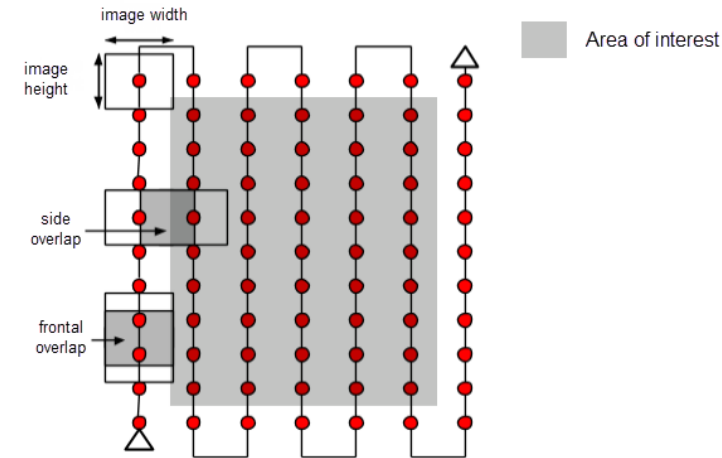 image width
Area of interest
image
height
side
overlap
frontal
overlap